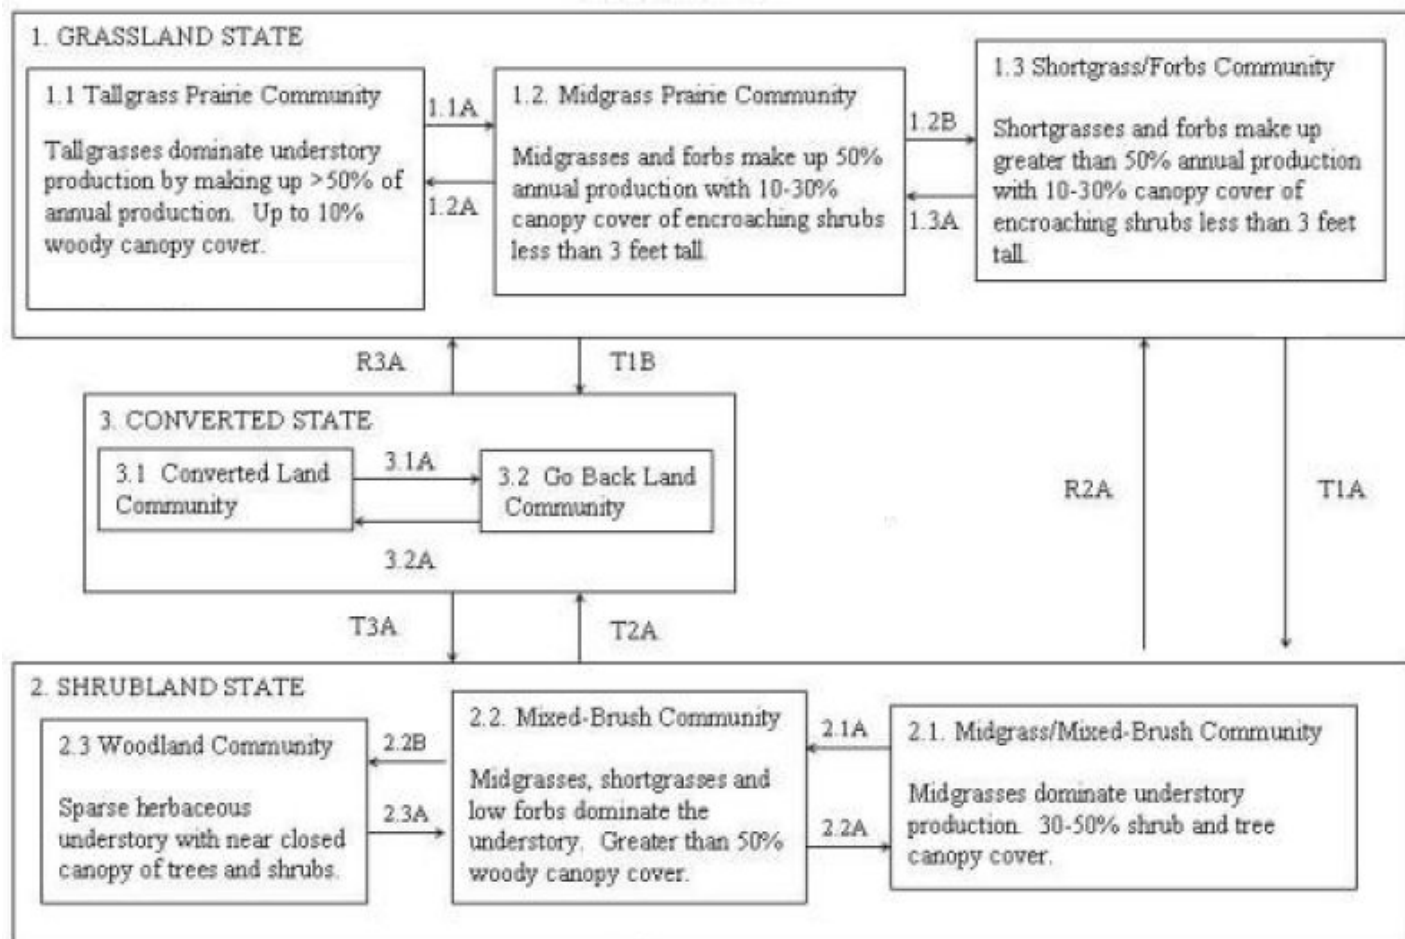 1. GRASSLAND STATE
1.1 Tallgrass Prairie Community
Tallgrasses dominate understory
production by making up >50% of
annual production. Up to 10%
woody canopy cover.
1.1A
1.2A
1.2. Midgrass Prairie Community
Midgrasses and forbs make up 50%
annual production with 10-30%
canopy cover of encroaching shrubs
less than 3 feet tall.
1.2B
1.3A
1.3 Shortgrass/Forbs Community
Shortgrasses and forbs make up
greater than 50% annual production
with 10-30% canopy cover of
encroaching shrubs less than 3 feet
tall.
R3A
T1B
3. CONVERTED STATE
3.1 Converted Land
Community
3.1A
3.2A
3.2 Go Back Land
Community
R2A
T1A
T3A
T2A
2. SHRUBLAND STATE
2.3 Woodland Community
Sparse herbaceous
understory with near closed
canopy of trees and shrubs.
2.2B
2.3A
2.2. Mixed-Brush Community
Midgrasses, shortgrasses and
low forbs dominate the
understory. Greater than 50%
woody canopy cover.
2.1A
2.2A
2.1. Midgrass/Mixed-Brush Community
Midgrasses dominate understory
production. 30-50% shrub and tree
canopy cover.